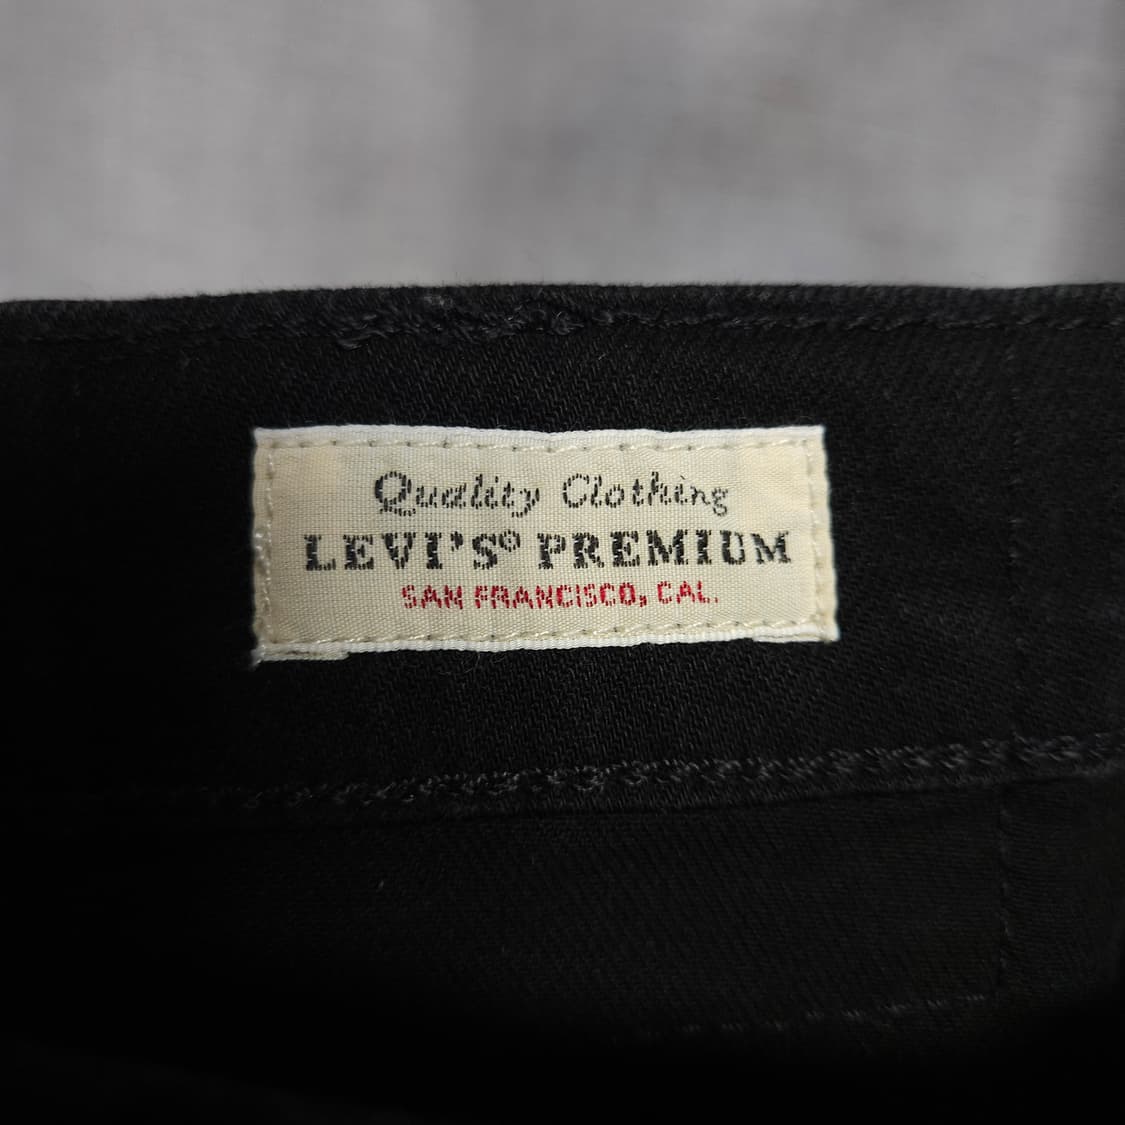 Quality Clothing
LEVI'S® PREMIUM
SAN FRANCISCO, CAL.